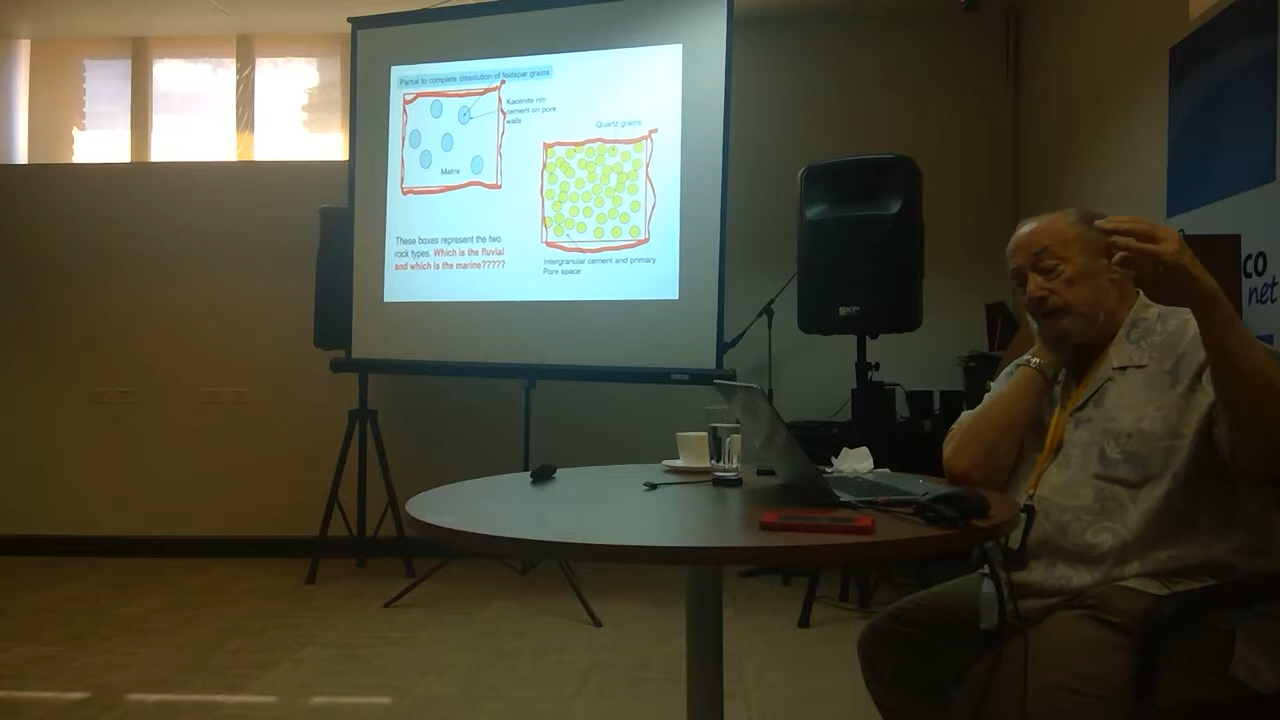 Partial to complete dissolution of feldspar grains
Kaolinite rim
cement on pore
walls
Matrix
Quartz grains
These boxes represent the two
rock types. Which is the fluvial
and which is the marine?????
Intergranular cement and primary
Pore space
SKP
CO
net